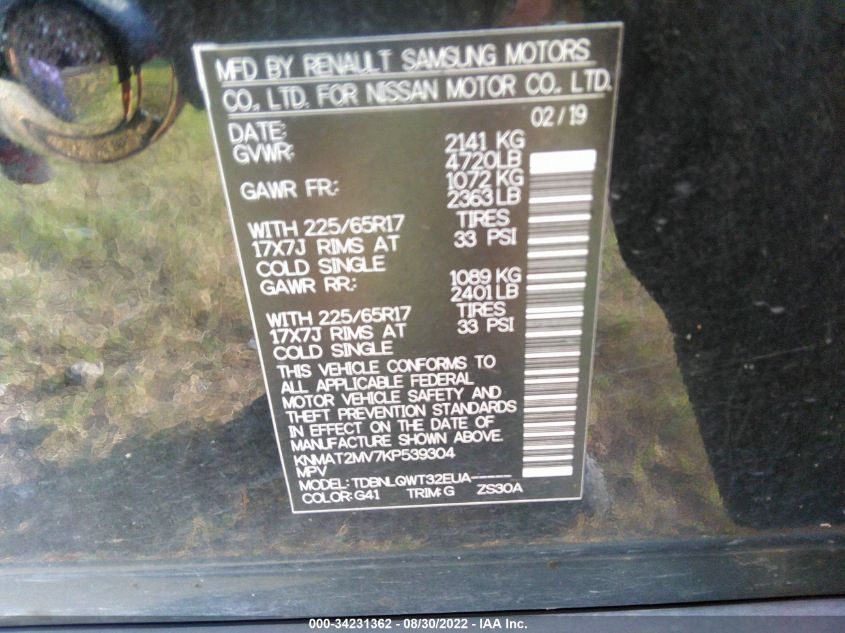 MFD BY RENAULT SAMSUNG MOTORS
CO., LTD. FOR NISSAN MOTOR CO., LTD.
02/19
DATE:
GVWR: 2141 KG
4720LB
GAWR FR: 1072 KG
2363LB
WITH 225/65R17 TIRES
17X7J RIMS AT 33 PSI
COLD SINGLE
GAWR RR: 1089 KG
2401LB
WITH 225/65R17 TIRES
17X7J RIMS AT 33 PSI
COLD SINGLE
THIS VEHICLE CONFORMS TO
ALL APPLICABLE FEDERAL
MOTOR VEHICLE SAFETY AND
THEFT PREVENTION STANDARDS
IN EFFECT ON THE DATE OF
MANUFACTURE SHOWN ABOVE.
KNMAT2MV7KP539304
MPV
MODEL: TDBNLQWT32EUA-----
COLOR: G41 TRIM: G ZS30A
000-34231362 - 08/30/2022 - IAA Inc.